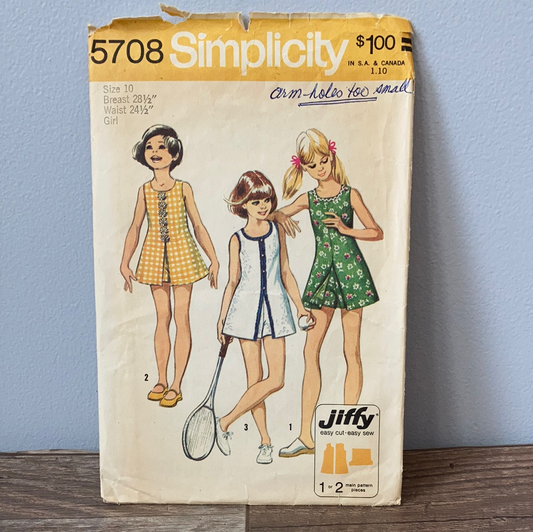 5708 Simplicity $1.00
IN S.A. & CANADA
1.10
Size 10
Breast 28½"
Waist 24½"
Girl
arm-holes too small
2
3
1
jiffy
easy cut-easy sew
1 or 2 main pattern pieces